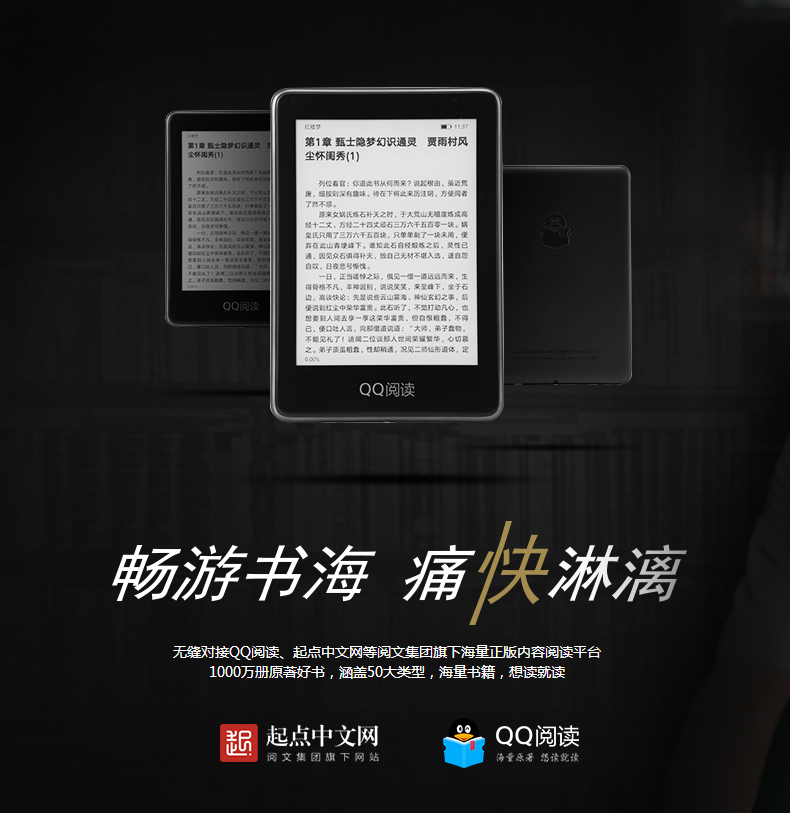 红楼梦
11:37
第1章 甄士隐梦幻识通灵　贾雨村风
尘怀闺秀(1)
列位看官：你道此书从何而来？说起根由，虽近荒
唐，细按则深有趣味。待在下将此来历注明，方使阅者
了然不惑。
原来女娲氏炼石补天之时，于大荒山无稽崖炼成高
经十二丈、方经二十四丈顽石三万六千五百零一块。娲
皇氏只用了三万六千五百块，只单单剩了一块未用，便
弃在此山青埂峰下。谁知此石自经煅炼之后，灵性已
通，因见众石俱得补天，独自己无材不堪入选，遂自怨
自叹，日夜悲号惭愧。
一日，正当嗟悼之际，俄见一僧一道远远而来，生
得骨格不凡，丰神迥别，说说笑笑，来至峰下，坐于石
边，高谈快论：先是说些云山雾海、神仙玄幻之事，后
便说到红尘中荣华富贵。此石听了，不觉打动凡心，也
想要到人间去享一享这荣华富贵，但自恨粗蠢，不得
已，便口吐人言，向那僧道说道：“大师，弟子蠢物，
不能见礼了！适闻二位谈那人世间荣耀繁华，心切慕
之。弟子质虽粗蠢，性却稍通，况见二师仙形道体，定
0.00%
QQ阅读
QQ阅读
畅游书海 痛快淋漓
无缝对接QQ阅读、起点中文网等阅文集团旗下海量正版内容阅读平台
1000万册原著好书，涵盖50大类型，海量书籍，想读就读
起点中文网
阅文集团旗下网站
QQ阅读
海量原著 想读就读